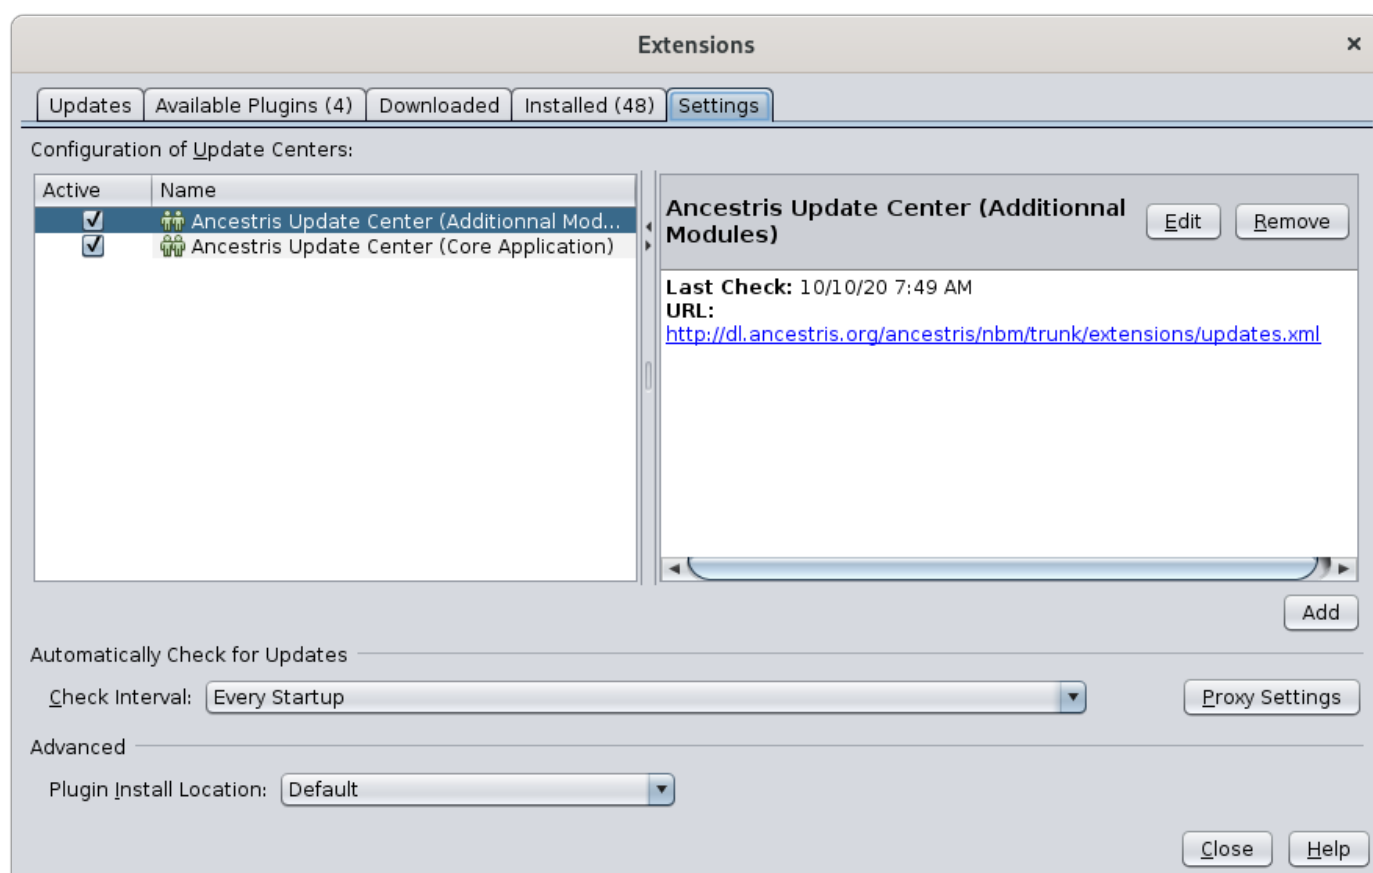 Extensions
Updates
Available Plugins (4)
Downloaded
Installed (48)
Settings
Configuration of Update Centers:
Active
Name
Ancestris Update Center (Additionnal Mod...
Ancestris Update Center (Core Application)
Ancestris Update Center (Additionnal
Modules)
Edit
Remove
Last Check: 10/10/20 7:49 AM
URL:
http://dl.ancestris.org/ancestris/nbm/trunk/extensions/updates.xml
Add
Automatically Check for Updates
Check Interval:
Every Startup
Proxy Settings
Advanced
Plugin Install Location:
Default
Close
Help